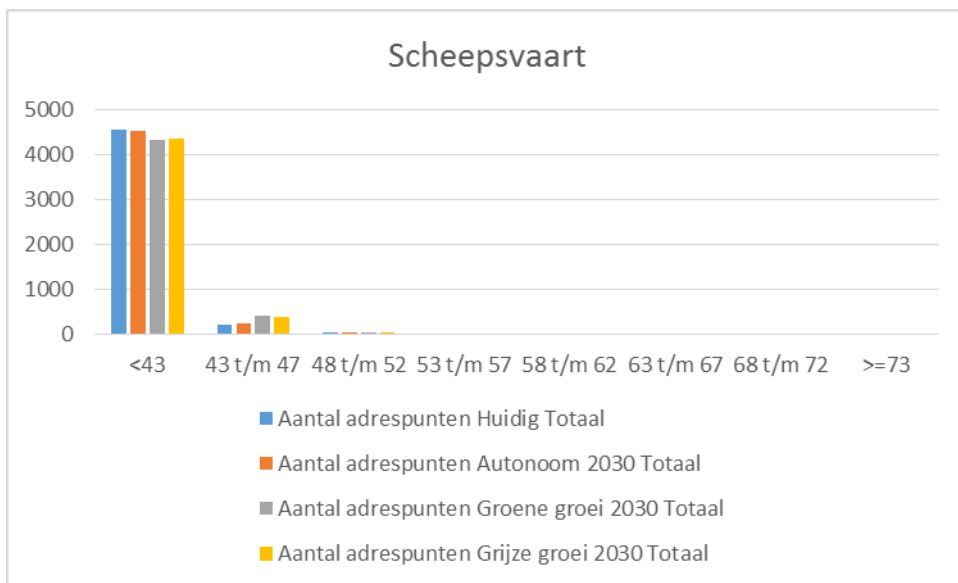 Scheepsvaart
5000
4000
3000
2000
1000
0
<43 43 t/m 47 48 t/m 52 53 t/m 57 58 t/m 62 63 t/m 67 68 t/m 72 >=73
Aantal adrespunten Huidig Totaal
Aantal adrespunten Autonoom 2030 Totaal
Aantal adrespunten Groene groei 2030 Totaal
Aantal adrespunten Grijze groei 2030 Totaal